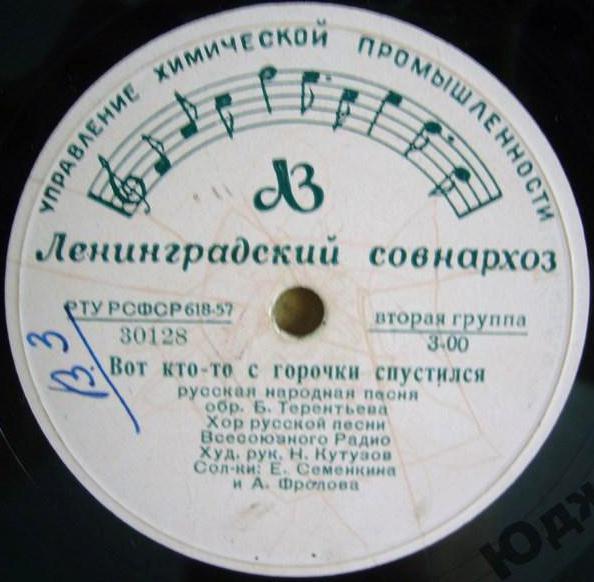 УПРАВЛЕНИЕ ХИМИЧЕСКОЙ ПРОМЫШЛЕННОСТИ
ЛЗ
Ленинградский совнархоз
РТУ РСФСР 618-57
30128
вторая группа
3-00
Вот кто-то с горочки спустился
русская народная песня
обр. Б. Терентьева
Хор русской песни
Всесоюзного Радио
Худ. рук. Н. Кутузов
Сол-ки: Е. Семенкина
и А. Фролова
Юдж